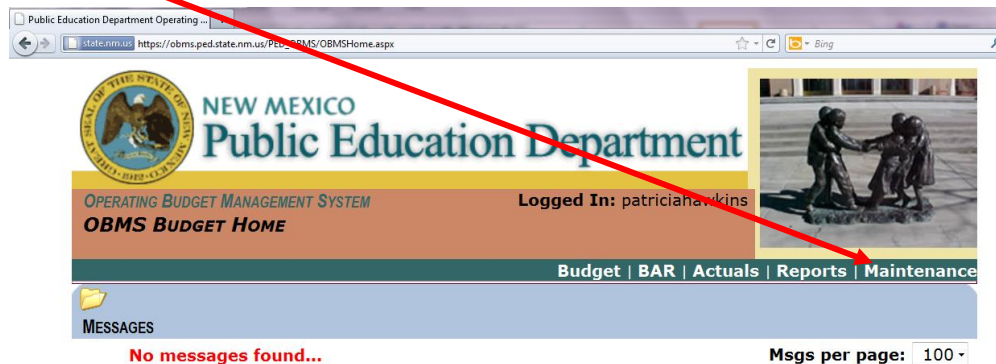 Public Education Department Operating ...
state.nm.us https://obms.ped.state.nm.us/PED_OBMS/OBMSHome.aspx
Bing
NEW MEXICO
Public Education Department
OPERATING BUDGET MANAGEMENT SYSTEM
Logged In: patriciahawkins
OBMS BUDGET HOME
Budget | BAR | Actuals | Reports | Maintenance
MESSAGES
No messages found...
Msgs per page: 100